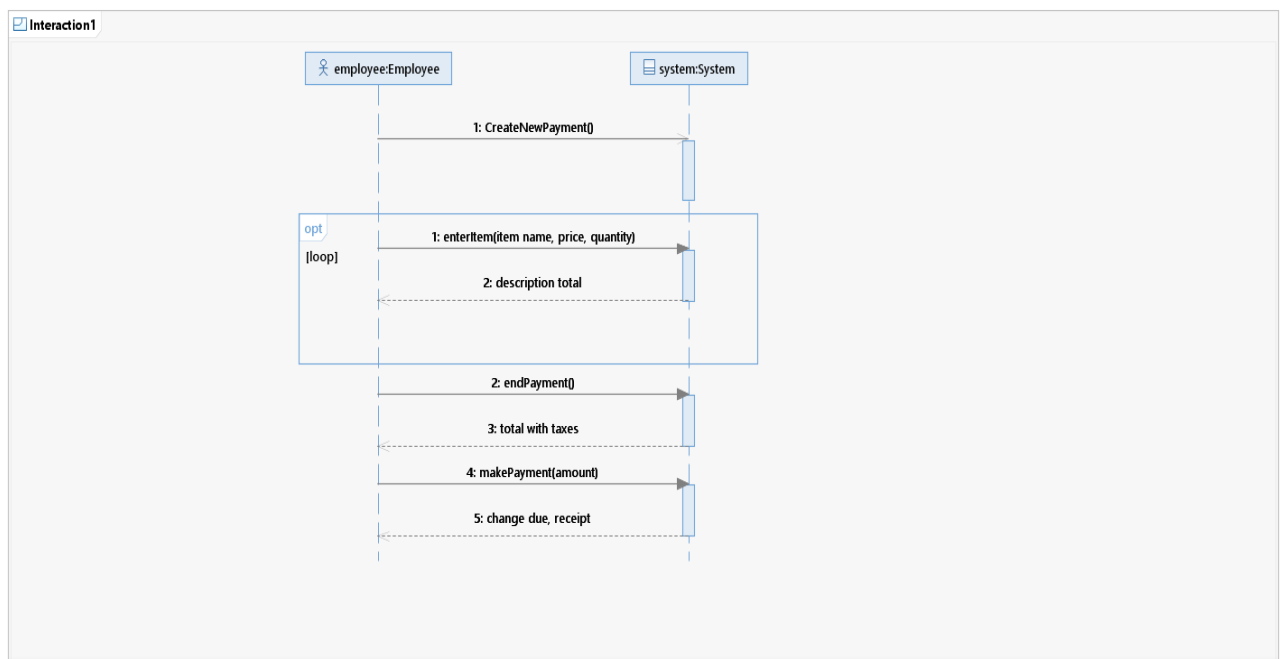 Interaction1
employee:Employee
system:System
1: CreateNewPayment()
opt
1: enterItem(item name, price, quantity)
[loop]
2: description total
2: endPayment()
3: total with taxes
4: makePayment(amount)
5: change due, receipt